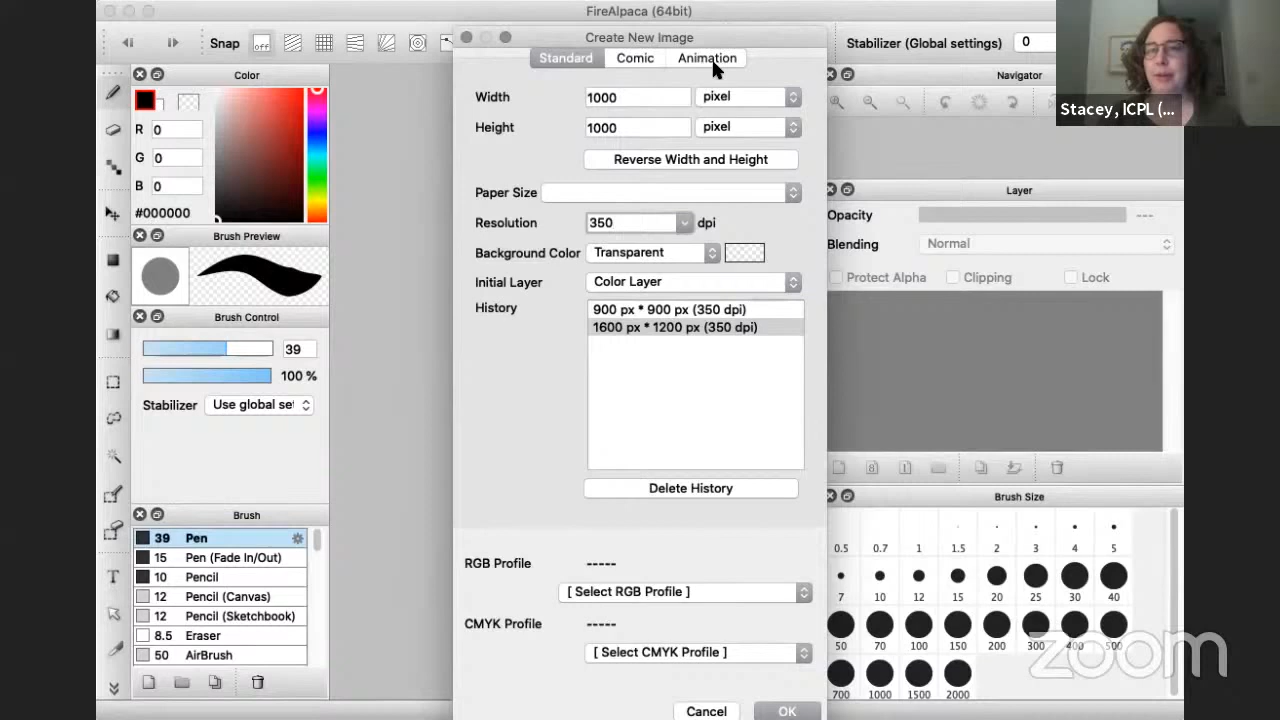 FireAlpaca (64bit)
Snap
off
Create New Image
Stabilizer (Global settings) 0
Stacey, ICPL (...
Color
R 0
G 0
B 0
#000000
Brush Preview
Brush Control
39
100 %
Stabilizer Use global set
Brush
39 Pen
15 Pen (Fade In/Out)
10 Pencil
12 Pencil (Canvas)
12 Pencil (Sketchbook)
8.5 Eraser
50 AirBrush
Standard Comic Animation
Width 1000 pixel
Height 1000 pixel
Reverse Width and Height
Paper Size
Resolution 350 dpi
Background Color Transparent
Initial Layer Color Layer
History 900 px * 900 px (350 dpi)
1600 px * 1200 px (350 dpi)
Delete History
RGB Profile -----
[ Select RGB Profile ]
CMYK Profile -----
[ Select CMYK Profile ]
Cancel OK
Navigator
Layer
Opacity ---
Blending Normal
Protect Alpha Clipping Lock
8 1
Brush Size
0.5 0.7 1 1.5 2 3 4 5
7 10 12 15 20 25 30 40
50 70 100 150 200 300 400 500
700 1000 1500 2000
zoom
T